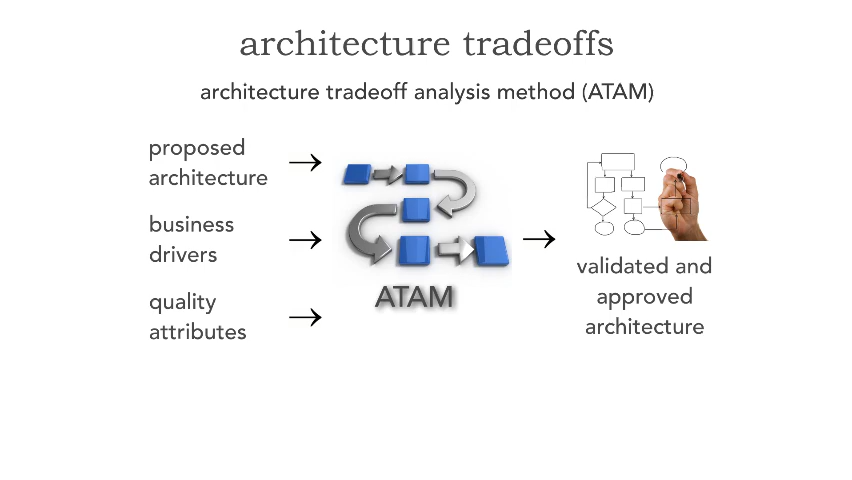 architecture tradeoffs
architecture tradeoff analysis method (ATAM)
proposed
architecture
business
drivers
quality
attributes
ATAM
validated and
approved
architecture